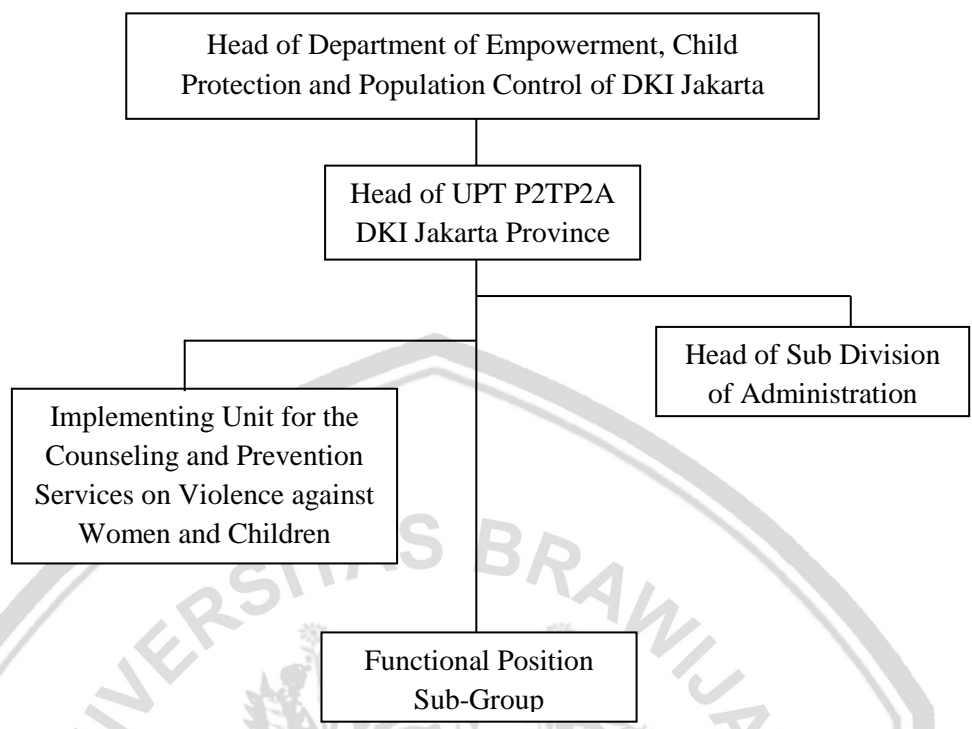 Head of Department of Empowerment, Child
Protection and Population Control of DKI Jakarta
Head of UPT P2TP2A
DKI Jakarta Province
Head of Sub Division
of Administration
Implementing Unit for the
Counseling and Prevention
Services on Violence against
Women and Children
Functional Position
Sub-Group